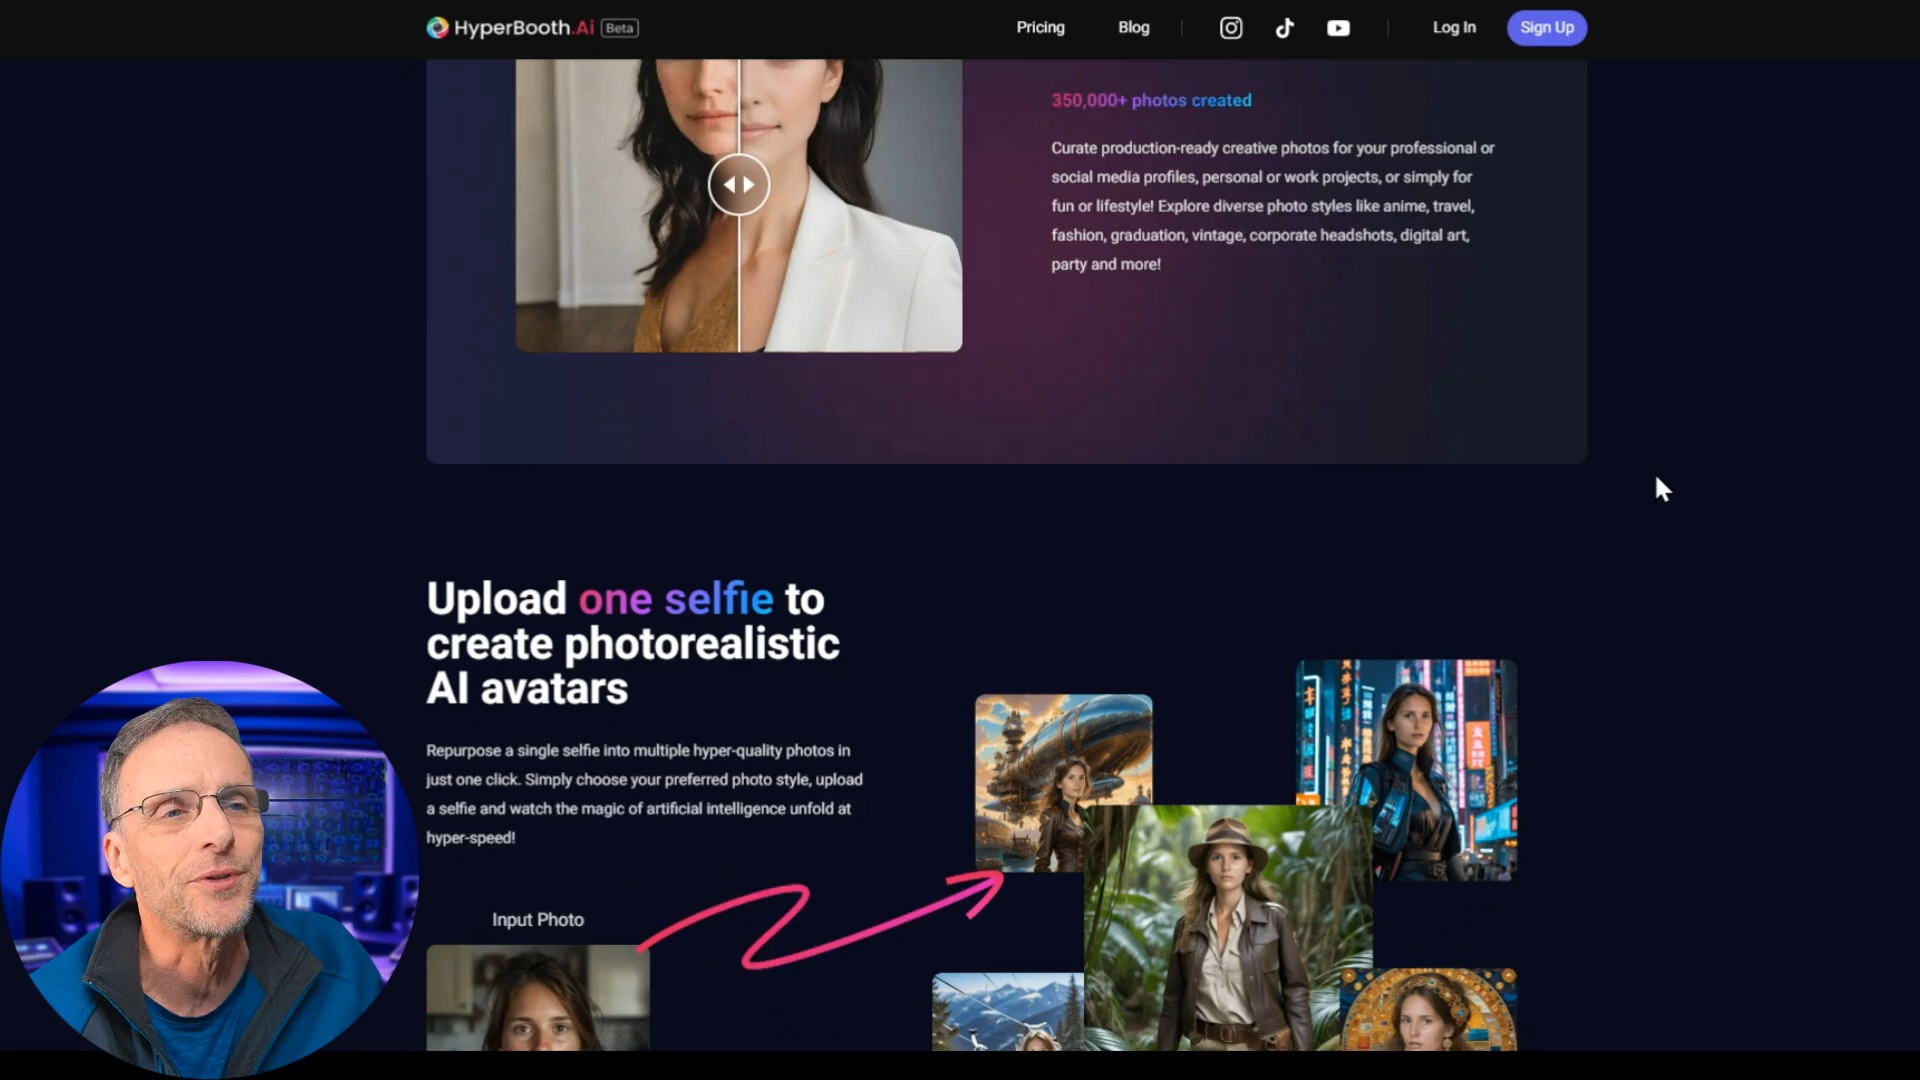 HyperBooth.Ai Beta
Pricing
Blog
Log In
Sign Up
350,000+ photos created
Curate production-ready creative photos for your professional or
social media profiles, personal or work projects, or simply for
fun or lifestyle! Explore diverse photo styles like anime, travel,
fashion, graduation, vintage, corporate headshots, digital art,
party and more!
Upload one selfie to
create photorealistic
AI avatars
Repurpose a single selfie into multiple hyper-quality photos in
just one click. Simply choose your preferred photo style, upload
a selfie and watch the magic of artificial intelligence unfold at
hyper-speed!
Input Photo